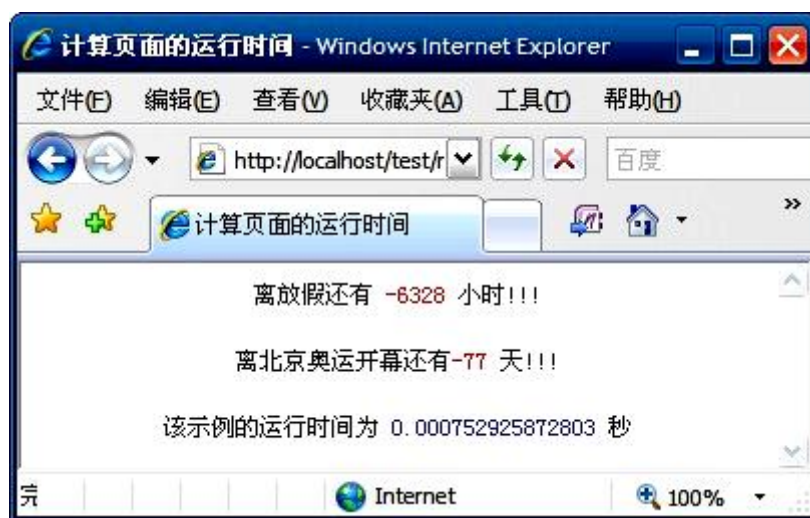 计算页面的运行时间 - Windows Internet Explorer
文件(F) 编辑(E) 查看(V) 收藏夹(A) 工具(T) 帮助(H)
http://localhost/test/r 百度
计算页面的运行时间 »
离放假还有 -6328 小时!!!
离北京奥运开幕还有-77 天!!!
该示例的运行时间为 0.000752925872803 秒
完 Internet 100%